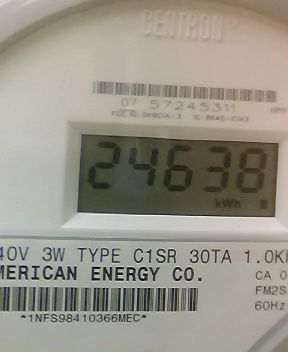 CENTRON
07 57245311
24638
kWh
40V 3W TYPE C1SR 30TA 1.0K
MERICAN ENERGY CO.
CA 0
FM2S
60Hz
*1NFS98410366MEC*